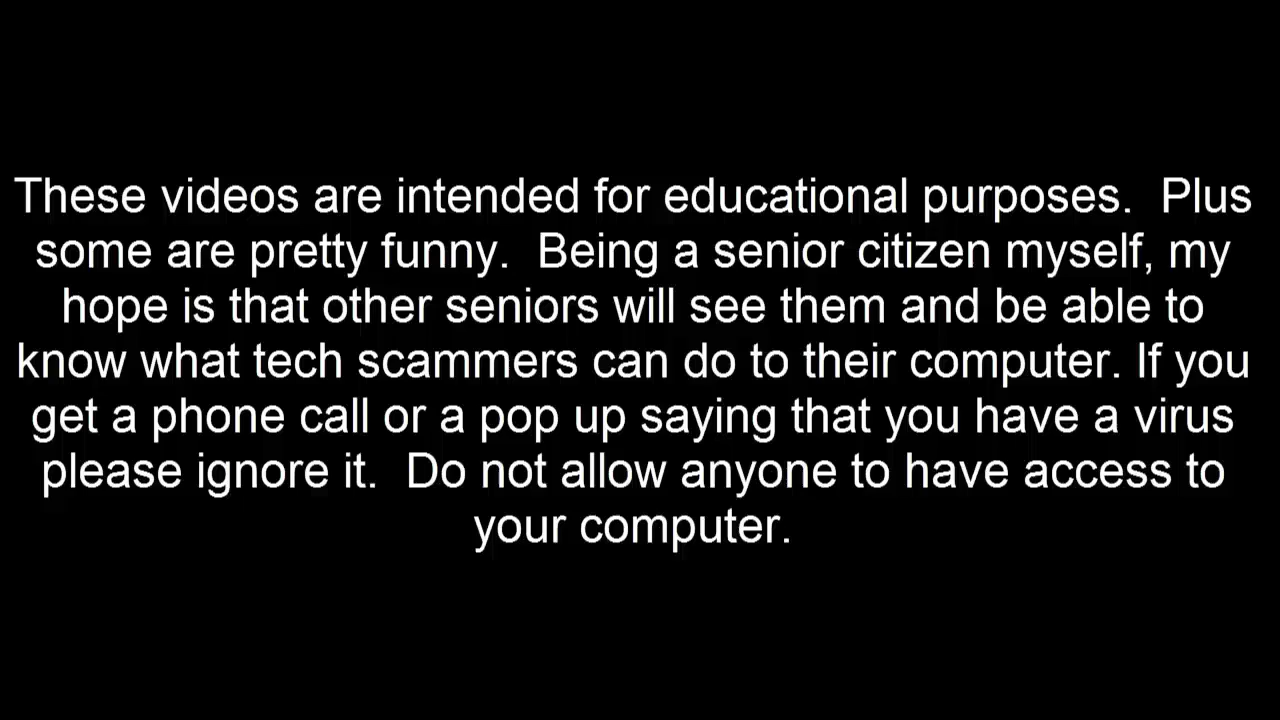 These videos are intended for educational purposes.  Plus
some are pretty funny.  Being a senior citizen myself, my
hope is that other seniors will see them and be able to
know what tech scammers can do to their computer. If you
get a phone call or a pop up saying that you have a virus
please ignore it.  Do not allow anyone to have access to
your computer.